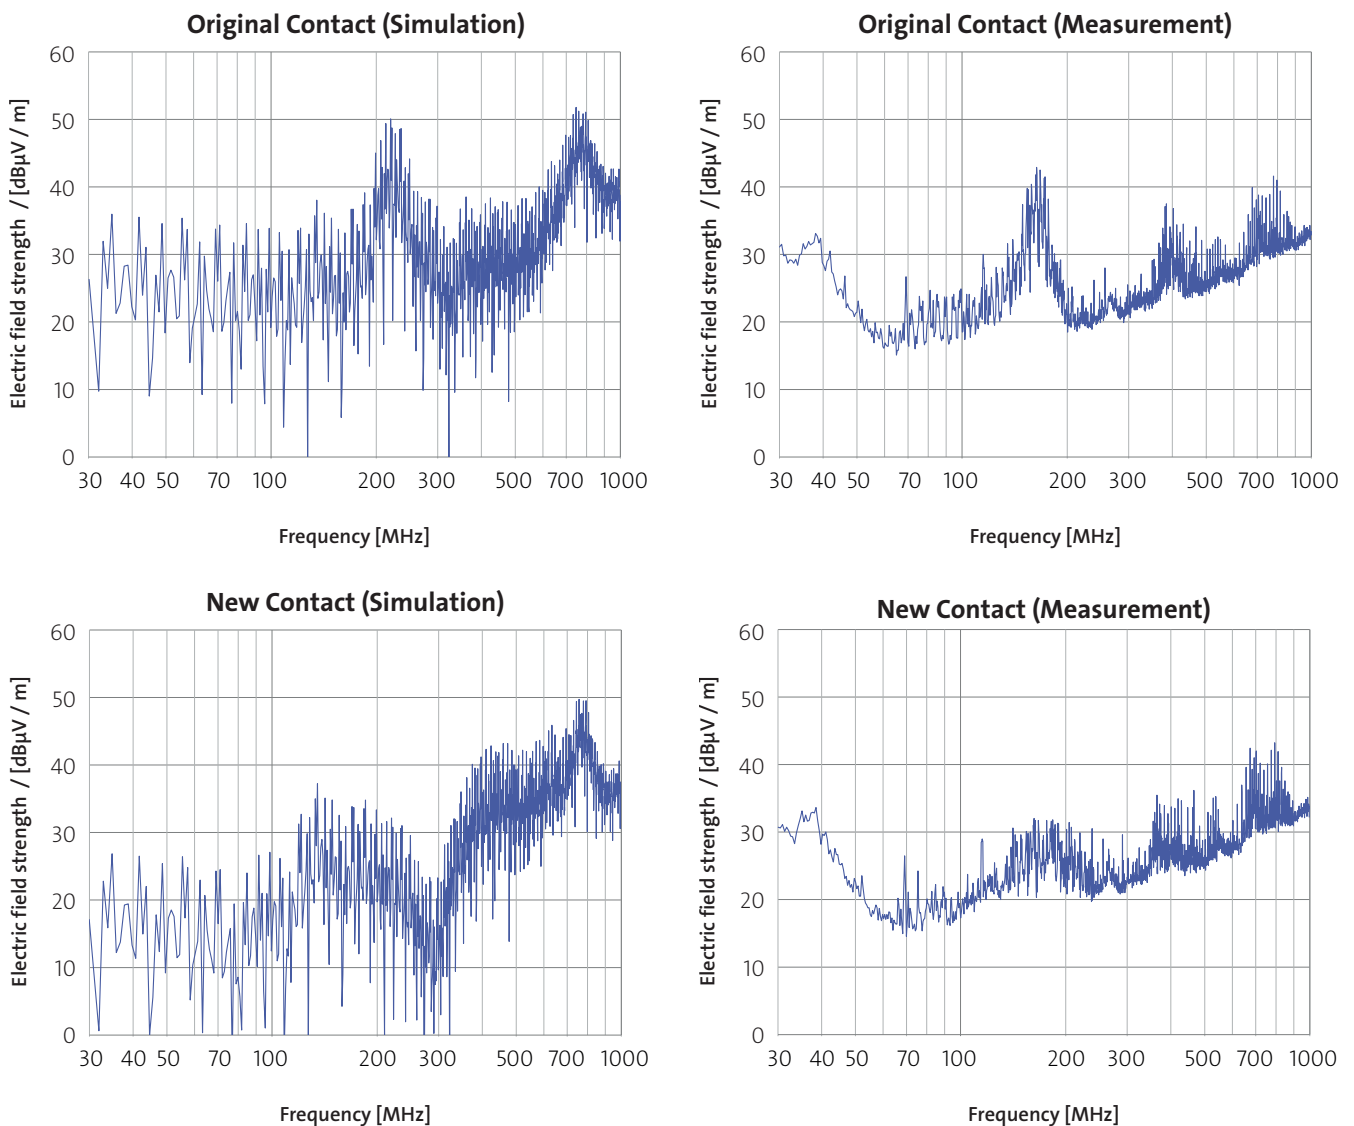 Original Contact (Simulation)
Electric field strength / [dBµV / m]
60
50
40
30
20
10
0
30 40 50 70 100 200 300 500 700 1000
Frequency [MHz]
Original Contact (Measurement)
Electric field strength / [dBµV / m]
60
50
40
30
20
10
0
30 40 50 70 100 200 300 500 700 1000
Frequency [MHz]
New Contact (Simulation)
Electric field strength / [dBµV / m]
60
50
40
30
20
10
0
30 40 50 70 100 200 300 500 700 1000
Frequency [MHz]
New Contact (Measurement)
Electric field strength / [dBµV / m]
60
50
40
30
20
10
0
30 40 50 70 100 200 300 500 700 1000
Frequency [MHz]